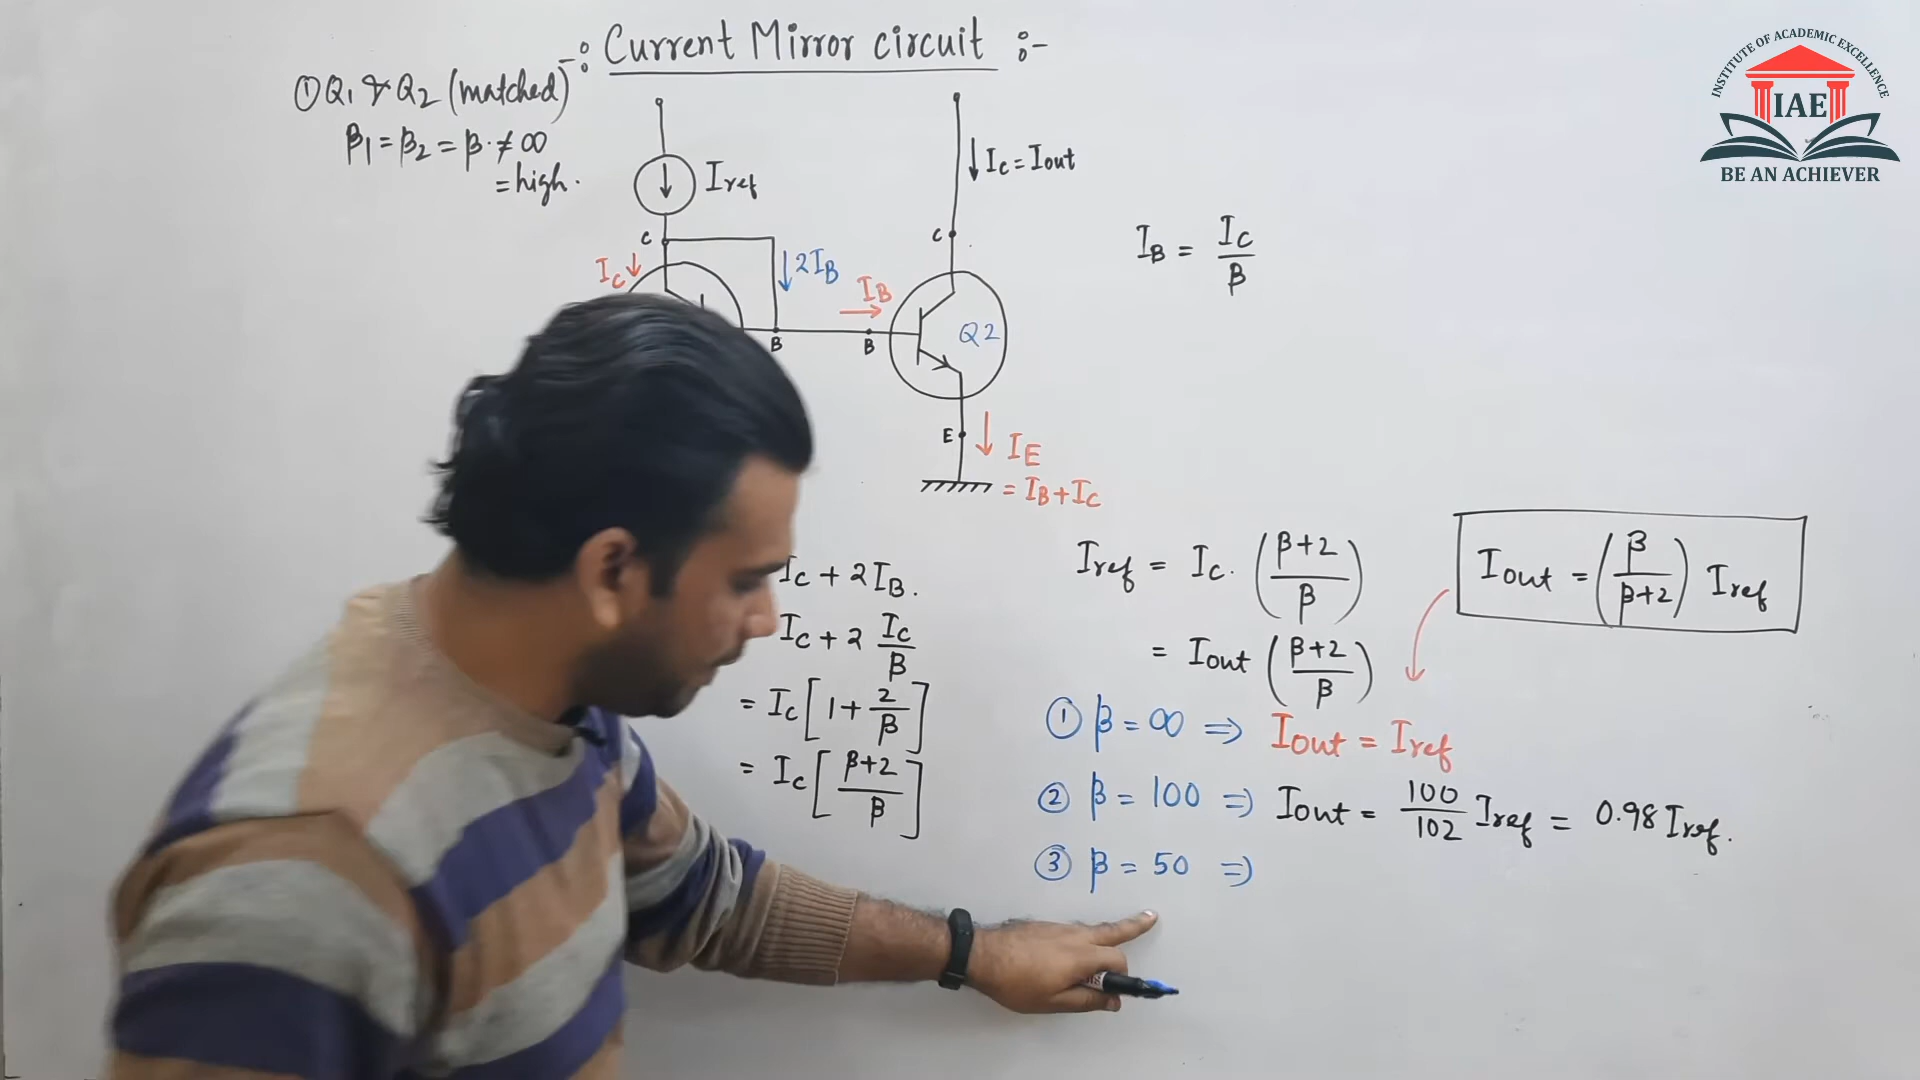 -: Current Mirror circuit :-
① Q1 & Q2 (matched)
β1 = β2 = β ≠ ∞
= high.
Iref
Ic = Iout
C
C
Ic
2IB
IB
B
B
Q2
E
IE
= IB + Ic
IB = Ic/β
Ic + 2IB.
Ic + 2 Ic/β
= Ic [1 + 2/β]
= Ic [(β+2)/β]
Iref = Ic. ((β+2)/β)
= Iout ((β+2)/β)
Iout = (β/(β+2)) Iref
① β = ∞ ⇒ Iout = Iref
② β = 100 ⇒ Iout = 100/102 Iref = 0.98 Iref.
③ β = 50 ⇒
INSTITUTE OF ACADEMIC EXCELLENCE
IAE
BE AN ACHIEVER